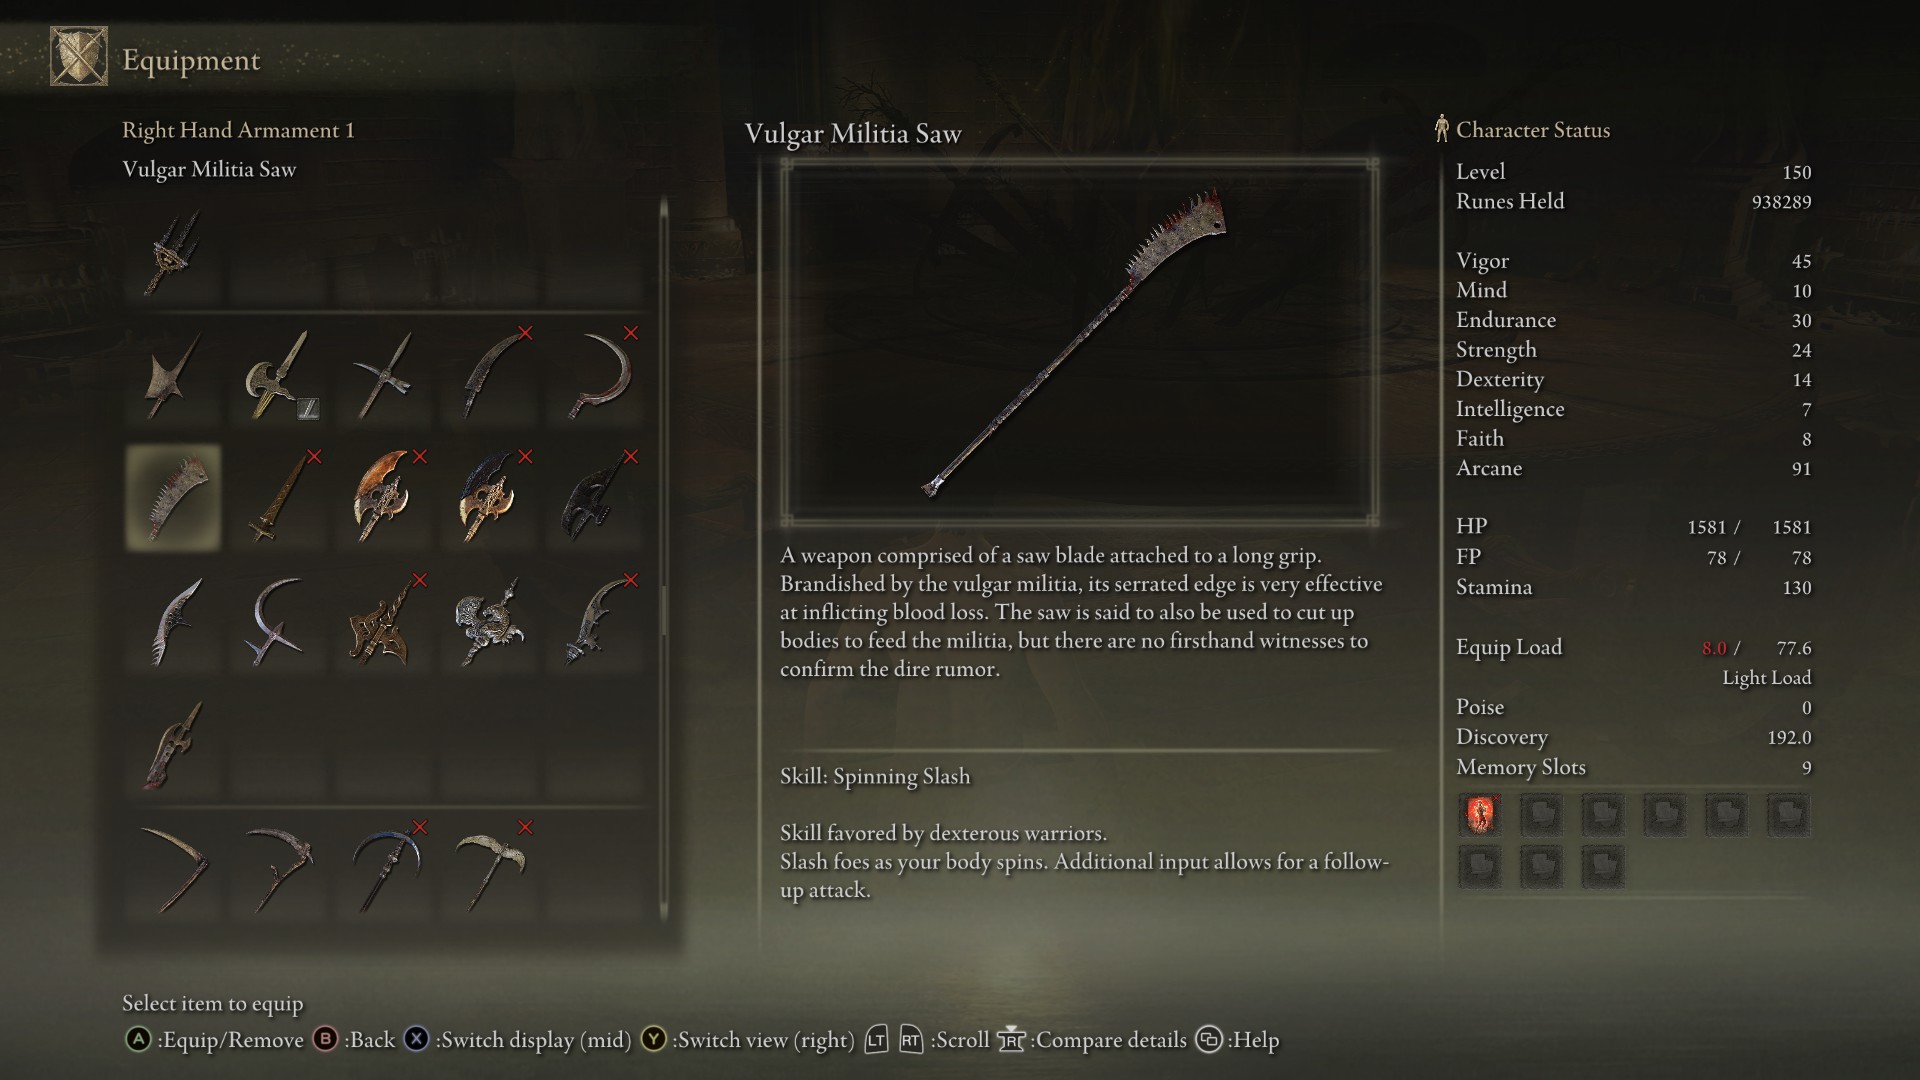 Equipment
Right Hand Armament 1
Vulgar Militia Saw
Vulgar Militia Saw
A weapon comprised of a saw blade attached to a long grip.
Brandished by the vulgar militia, its serrated edge is very effective
at inflicting blood loss. The saw is said to also be used to cut up
bodies to feed the militia, but there are no firsthand witnesses to
confirm the dire rumor.
Skill: Spinning Slash
Skill favored by dexterous warriors.
Slash foes as your body spins. Additional input allows for a follow-
up attack.
Character Status
Level 150
Runes Held 938289
Vigor 45
Mind 10
Endurance 30
Strength 24
Dexterity 14
Intelligence 7
Faith 8
Arcane 91
HP 1581 / 1581
FP 78 / 78
Stamina 130
Equip Load 8.0 / 77.6
Light Load
Poise 0
Discovery 192.0
Memory Slots 9
Select item to equip
A :Equip/Remove B :Back X :Switch display (mid) Y :Switch view (right) LT RT :Scroll R :Compare details :Help